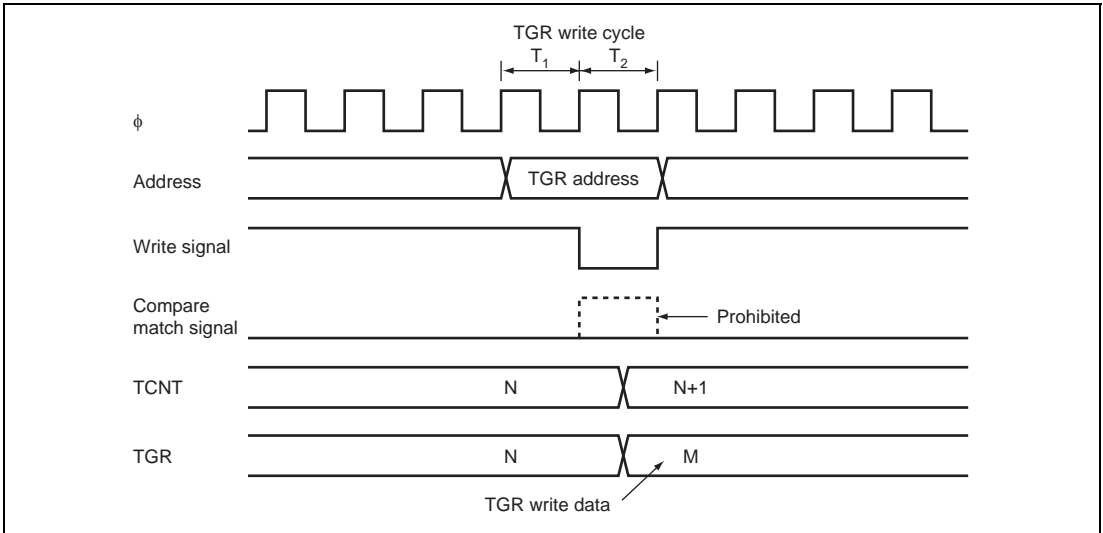 TGR write cycle
T1 T2
ϕ
Address
TGR address
Write signal
Compare
match signal
Prohibited
TCNT
N
N+1
TGR
N
M
TGR write data